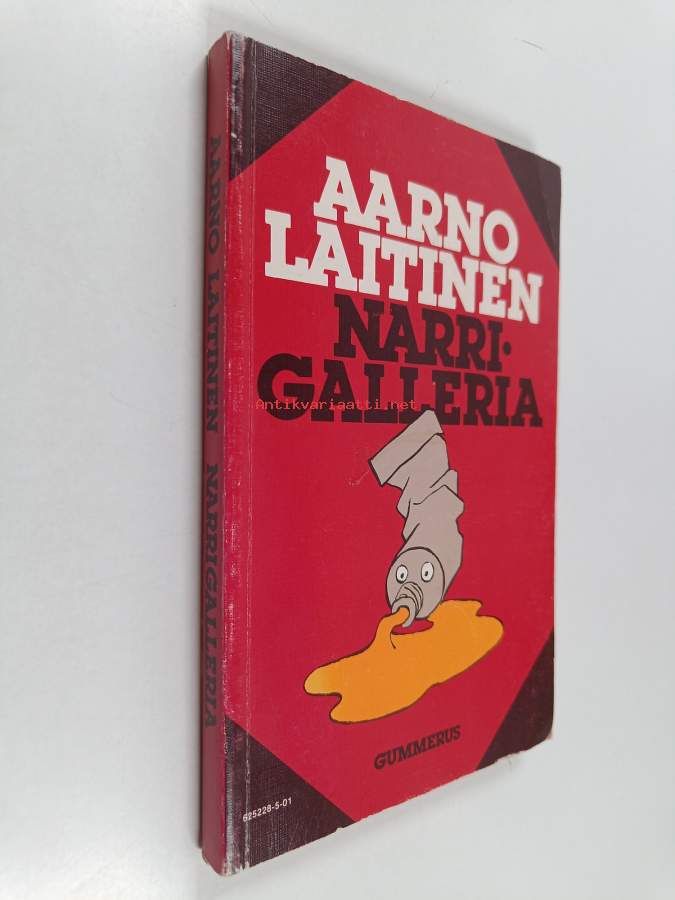 AARNO LAITINEN NARRIGALLERIA
AARNO
LAITINEN
NARRI-
GALLERIA
Antikvariaatti.net
GUMMERUS
625228-5-01